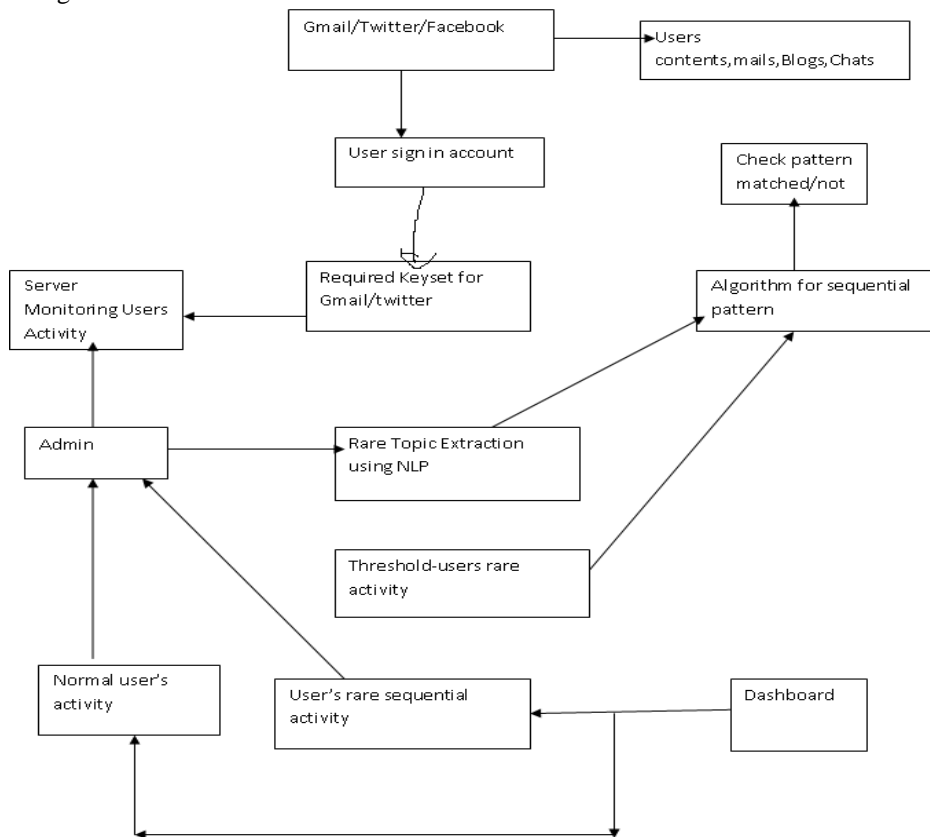 Gmail/Twitter/Facebook
Users
contents,mails,Blogs,Chats
User sign in account
Check pattern
matched/not
Required Keyset for
Gmail/twitter
Server
Monitoring Users
Activity
Algorithm for sequential
pattern
Admin
Rare Topic Extraction
using NLP
Threshold-users rare
activity
Normal user's
activity
User's rare sequential
activity
Dashboard